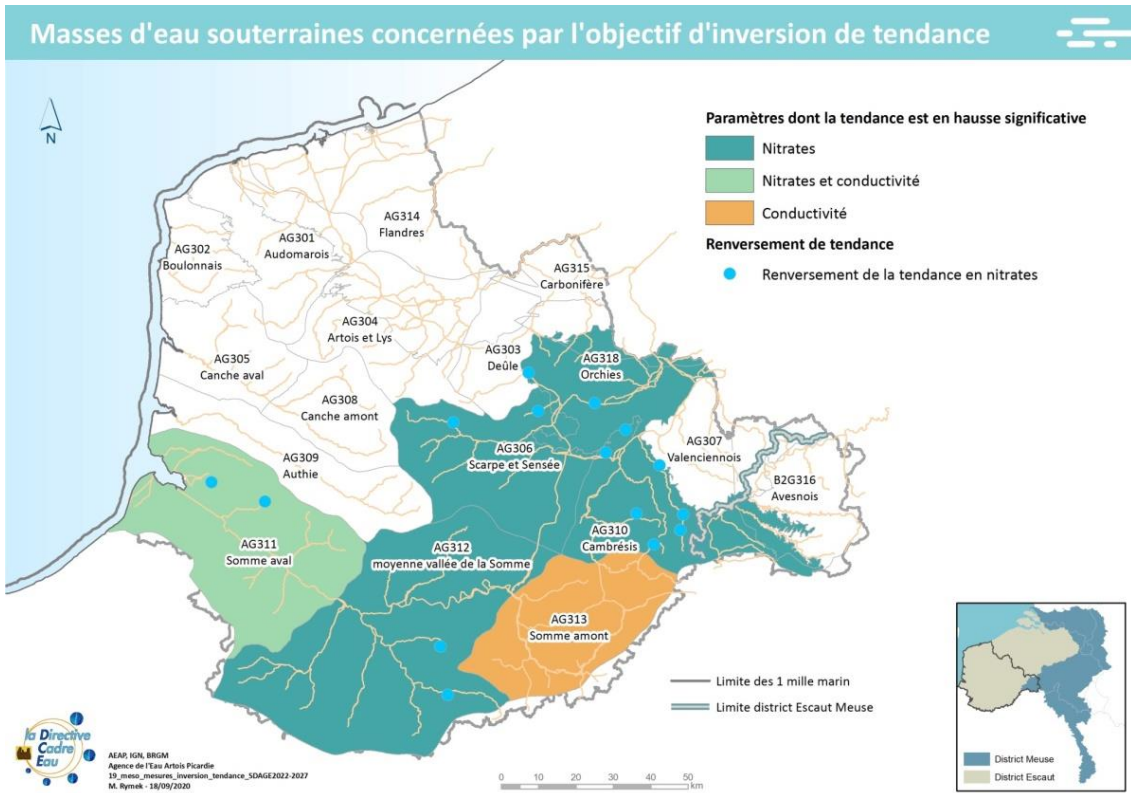 Masses d'eau souterraines concernées par l'objectif d'inversion de tendance
N
Paramètres dont la tendance est en hausse significative
Nitrates
Nitrates et conductivité
Conductivité
Renversement de tendance
Renversement de la tendance en nitrates
AG314
Flandres
AG302
Boulonnais
AG301
Audomarois
AG315
Carbonifère
AG304
Artois et Lys
AG303
Deûle
AG305
Canche aval
AG318
Orchies
AG308
Canche amont
AG306
Scarpe et Sensée
AG307
Valenciennois
AG309
Authie
B2G316
Avesnois
AG310
Cambrésis
AG311
Somme aval
AG312
moyenne vallée de la Somme
AG313
Somme amont
Limite des 1 mille marin
Limite district Escaut Meuse
District Meuse
District Escaut
la Directive
Cadre
Eau
AEAP, IGN, BRGM
Agence de l'Eau Artois Picardie
19_meso_mesures_inversion_tendance_SDAGE2022-2027
M. Rymek - 18/09/2020
0 10 20 30 40 50
km